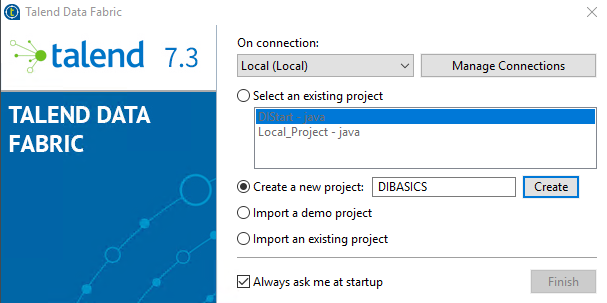 Talend Data Fabric
talend 7.3
TALEND DATA
FABRIC
On connection:
Local (Local)
Manage Connections
Select an existing project
DIStart - java
Local_Project - java
Create a new project:
DIBASICS
Create
Import a demo project
Import an existing project
Always ask me at startup
Finish